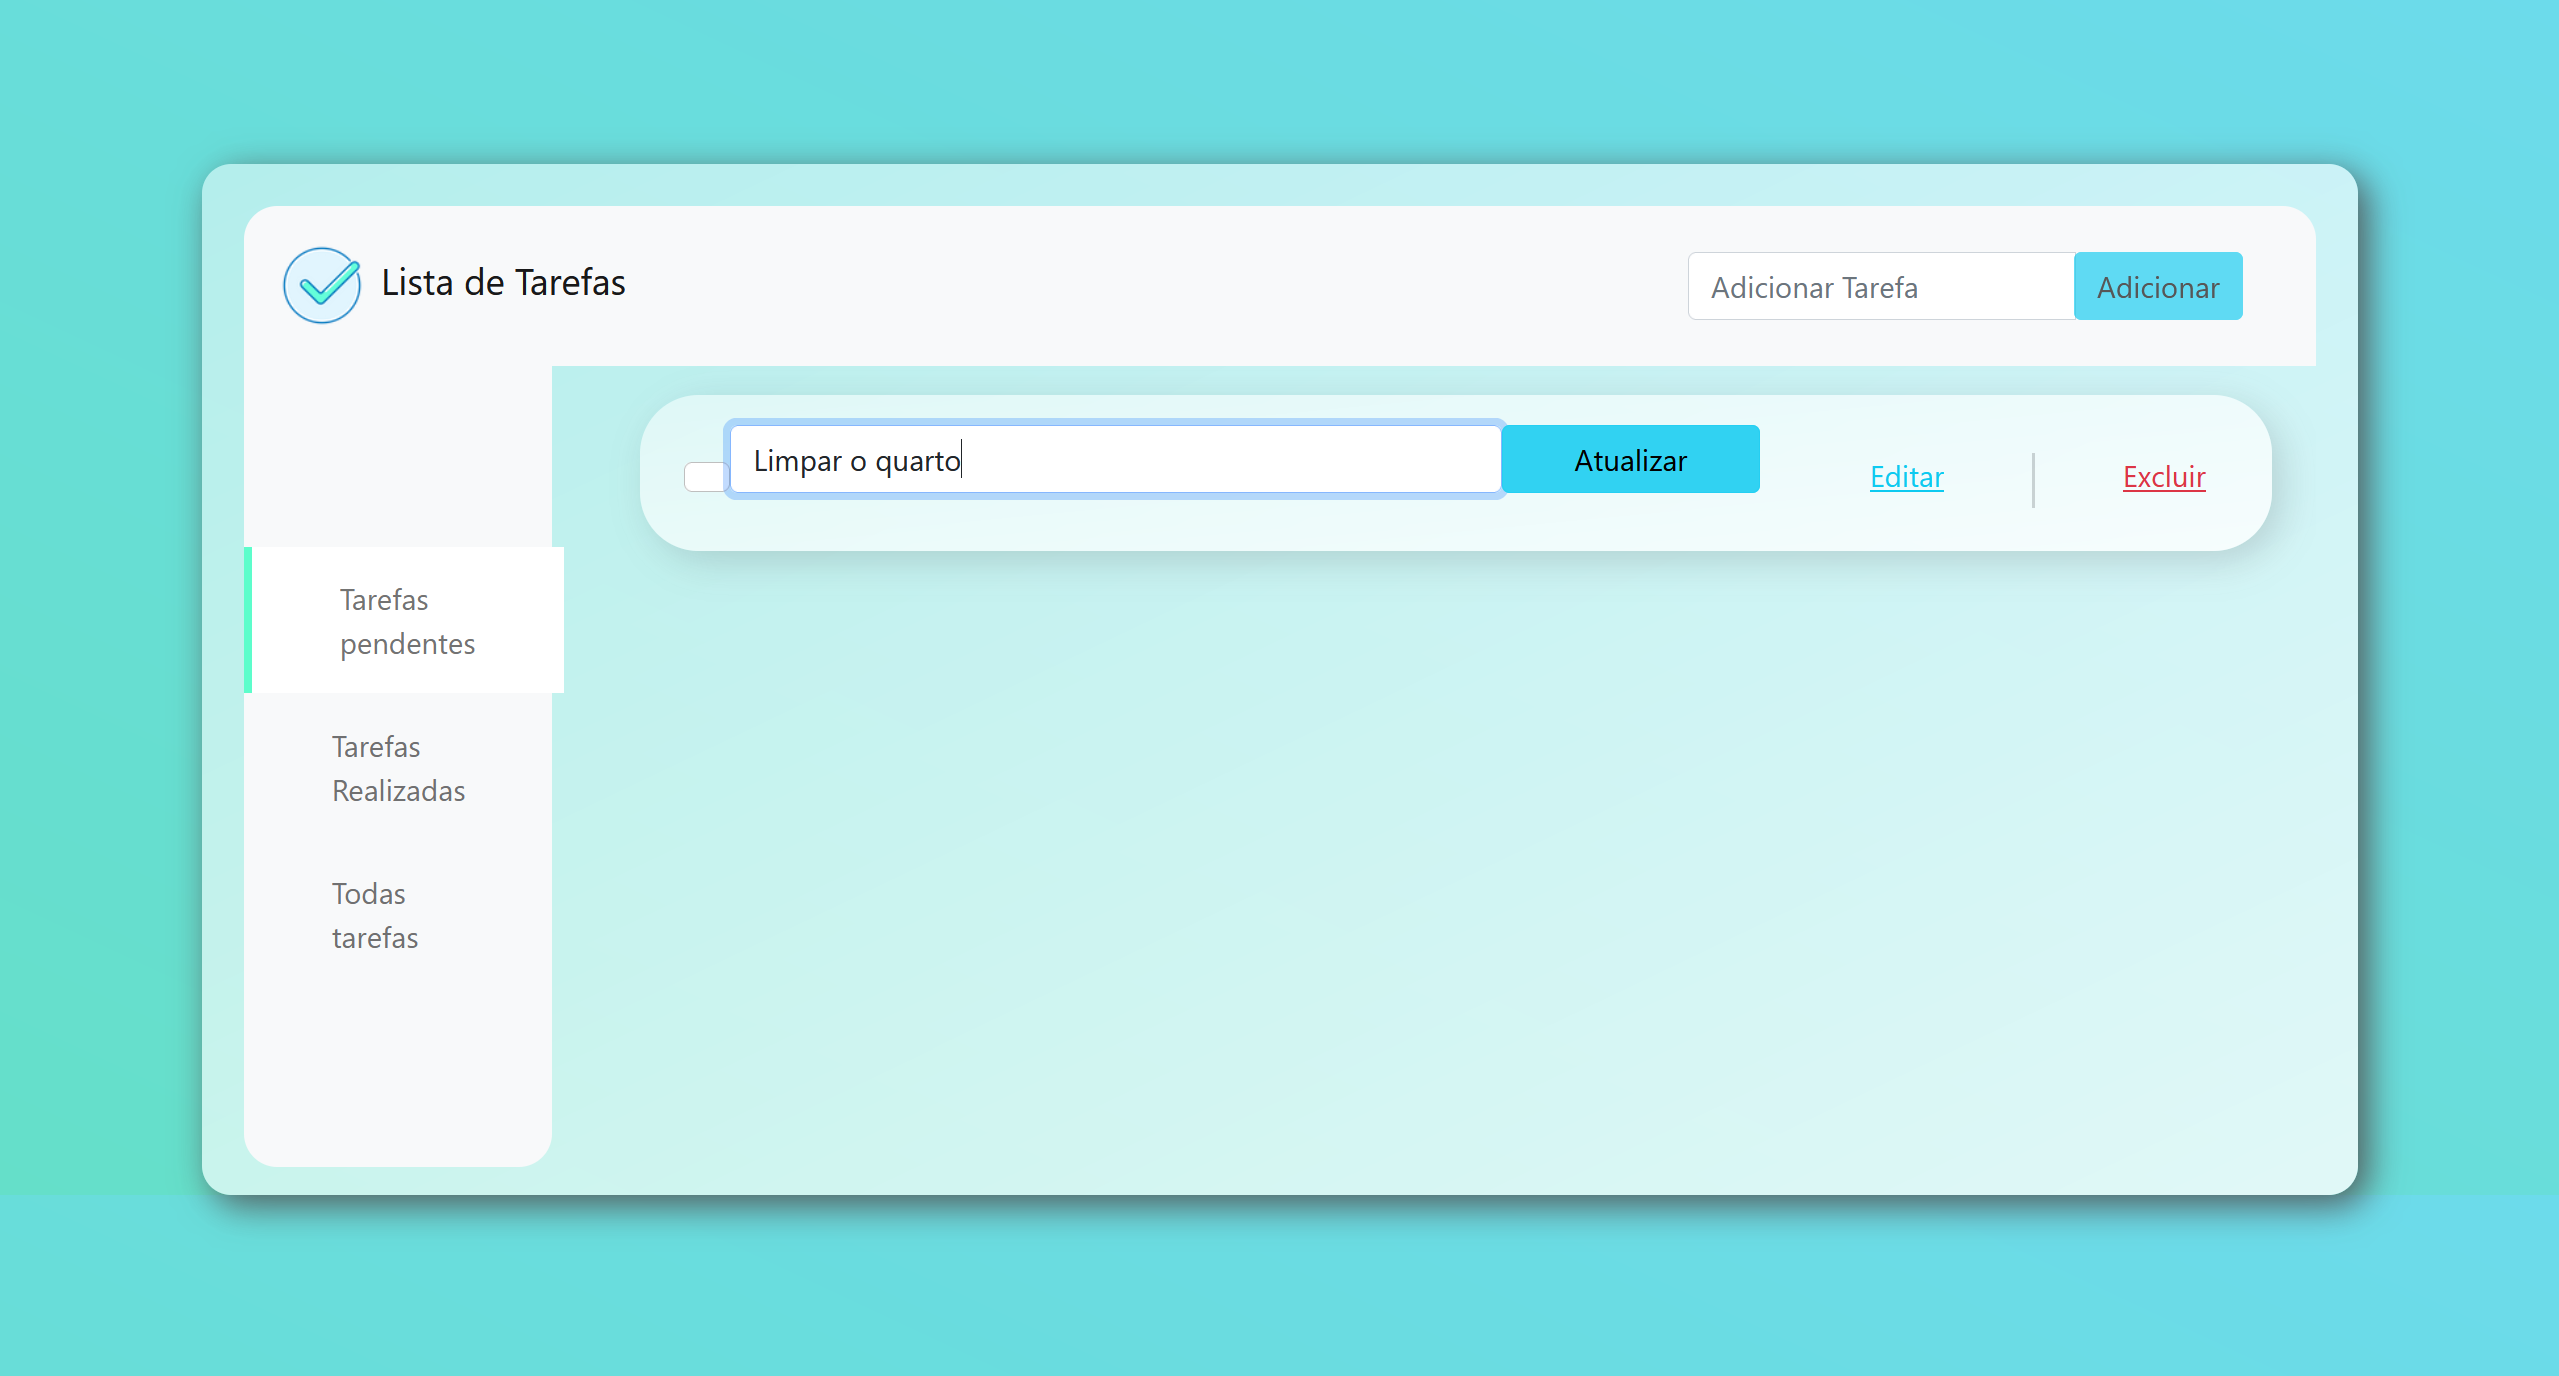 Lista de Tarefas
Adicionar Tarefa
Adicionar
Limpar o quarto
Atualizar
Editar
Excluir
Tarefas
pendentes
Tarefas
Realizadas
Todas
tarefas